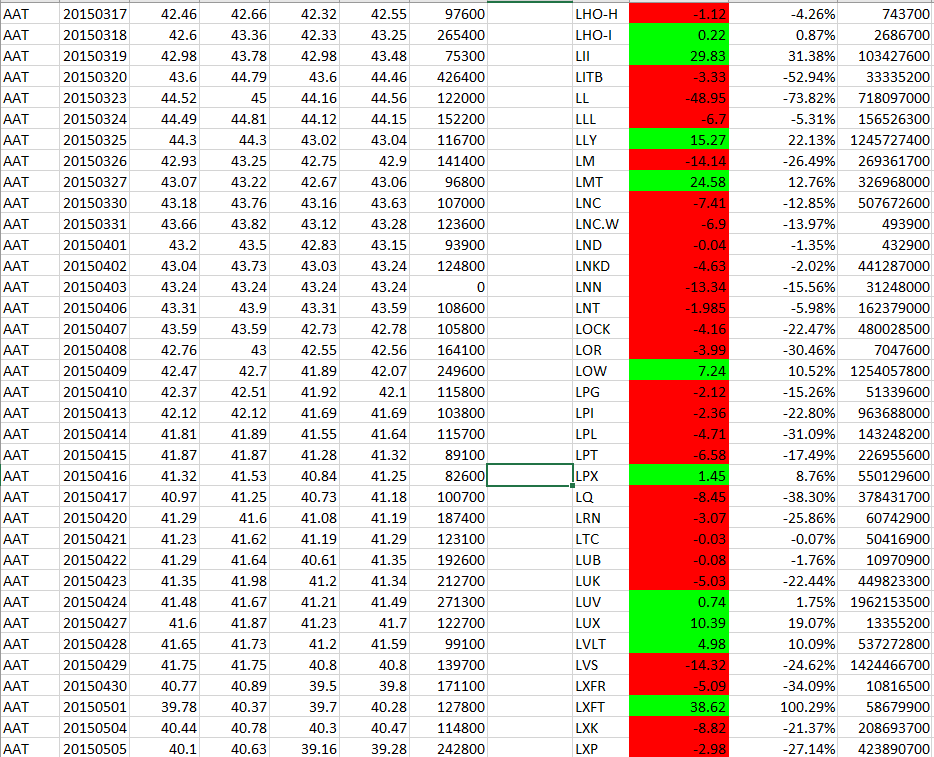 AAT 20150317 42.46 42.66 42.32 42.55 97600 LHO-H -1.12 -4.26% 743700
AAT 20150318 42.6 43.36 42.33 43.25 265400 LHO-I 0.22 0.87% 2686700
AAT 20150319 42.98 43.78 42.98 43.48 75300 LII 29.83 31.38% 103427600
AAT 20150320 43.6 44.79 43.6 44.46 426400 LITB -3.33 -52.94% 33335200
AAT 20150323 44.52 45 44.16 44.56 122000 LL -48.95 -73.82% 718097000
AAT 20150324 44.49 44.81 44.12 44.15 152200 LLL -6.7 -5.31% 156526300
AAT 20150325 44.3 44.3 43.02 43.04 116700 LLY 15.27 22.13% 1245727400
AAT 20150326 42.93 43.25 42.75 42.9 141400 LM -14.14 -26.49% 269361700
AAT 20150327 43.07 43.22 42.67 43.06 96800 LMT 24.58 12.76% 326968000
AAT 20150330 43.18 43.76 43.16 43.63 107000 LNC -7.41 -12.85% 507672600
AAT 20150331 43.66 43.82 43.12 43.28 123600 LNC.W -6.9 -13.97% 493900
AAT 20150401 43.2 43.5 42.83 43.15 93900 LND -0.04 -1.35% 432900
AAT 20150402 43.04 43.73 43.03 43.24 124800 LNKD -4.63 -2.02% 441287000
AAT 20150403 43.24 43.24 43.24 43.24 0 LNN -13.34 -15.56% 31248000
AAT 20150406 43.31 43.9 43.31 43.59 108600 LNT -1.985 -5.98% 162379000
AAT 20150407 43.59 43.59 42.73 42.78 105800 LOCK -4.16 -22.47% 480028500
AAT 20150408 42.76 43 42.55 42.56 164100 LOR -3.99 -30.46% 7047600
AAT 20150409 42.47 42.7 41.89 42.07 249600 LOW 7.24 10.52% 1254057800
AAT 20150410 42.37 42.51 41.92 42.1 115800 LPG -2.12 -15.26% 51339600
AAT 20150413 42.12 42.12 41.69 41.69 103800 LPI -2.36 -22.80% 963688000
AAT 20150414 41.81 41.89 41.55 41.64 115700 LPL -4.71 -31.09% 143248200
AAT 20150415 41.87 41.87 41.28 41.32 89100 LPT -6.58 -17.49% 226955600
AAT 20150416 41.32 41.53 40.84 41.25 82600 LPX 1.45 8.76% 550129600
AAT 20150417 40.97 41.25 40.73 41.18 100700 LQ -8.45 -38.30% 378431700
AAT 20150420 41.29 41.6 41.08 41.19 187400 LRN -3.07 -25.86% 60742900
AAT 20150421 41.23 41.62 41.19 41.29 123100 LTC -0.03 -0.07% 50416900
AAT 20150422 41.29 41.64 40.61 41.35 192600 LUB -0.08 -1.76% 10970900
AAT 20150423 41.35 41.98 41.2 41.34 212700 LUK -5.03 -22.44% 449823300
AAT 20150424 41.48 41.67 41.21 41.49 271300 LUV 0.74 1.75% 1962153500
AAT 20150427 41.6 41.87 41.23 41.7 122700 LUX 10.39 19.07% 13355200
AAT 20150428 41.65 41.73 41.2 41.59 99100 LVLT 4.98 10.09% 537272800
AAT 20150429 41.75 41.75 40.8 40.8 139700 LVS -14.32 -24.62% 1424466700
AAT 20150430 40.77 40.89 39.5 39.8 171100 LXFR -5.09 -34.09% 10816500
AAT 20150501 39.78 40.37 39.7 40.28 127800 LXFT 38.62 100.29% 58679900
AAT 20150504 40.44 40.78 40.3 40.47 114800 LXK -8.82 -21.37% 208693700
AAT 20150505 40.1 40.63 39.16 39.28 242800 LXP -2.98 -27.14% 423890700